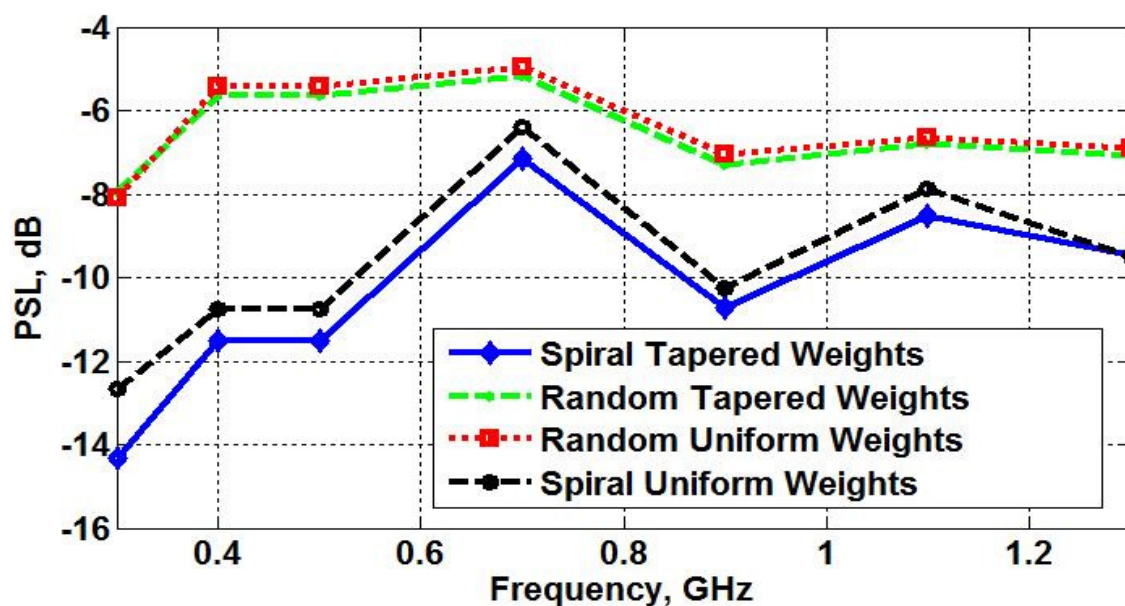 -4
-6
-8
-10
-12
-14
-16
PSL, dB
Spiral Tapered Weights
Random Tapered Weights
Random Uniform Weights
Spiral Uniform Weights
0.4 0.6 0.8 1 1.2
Frequency, GHz